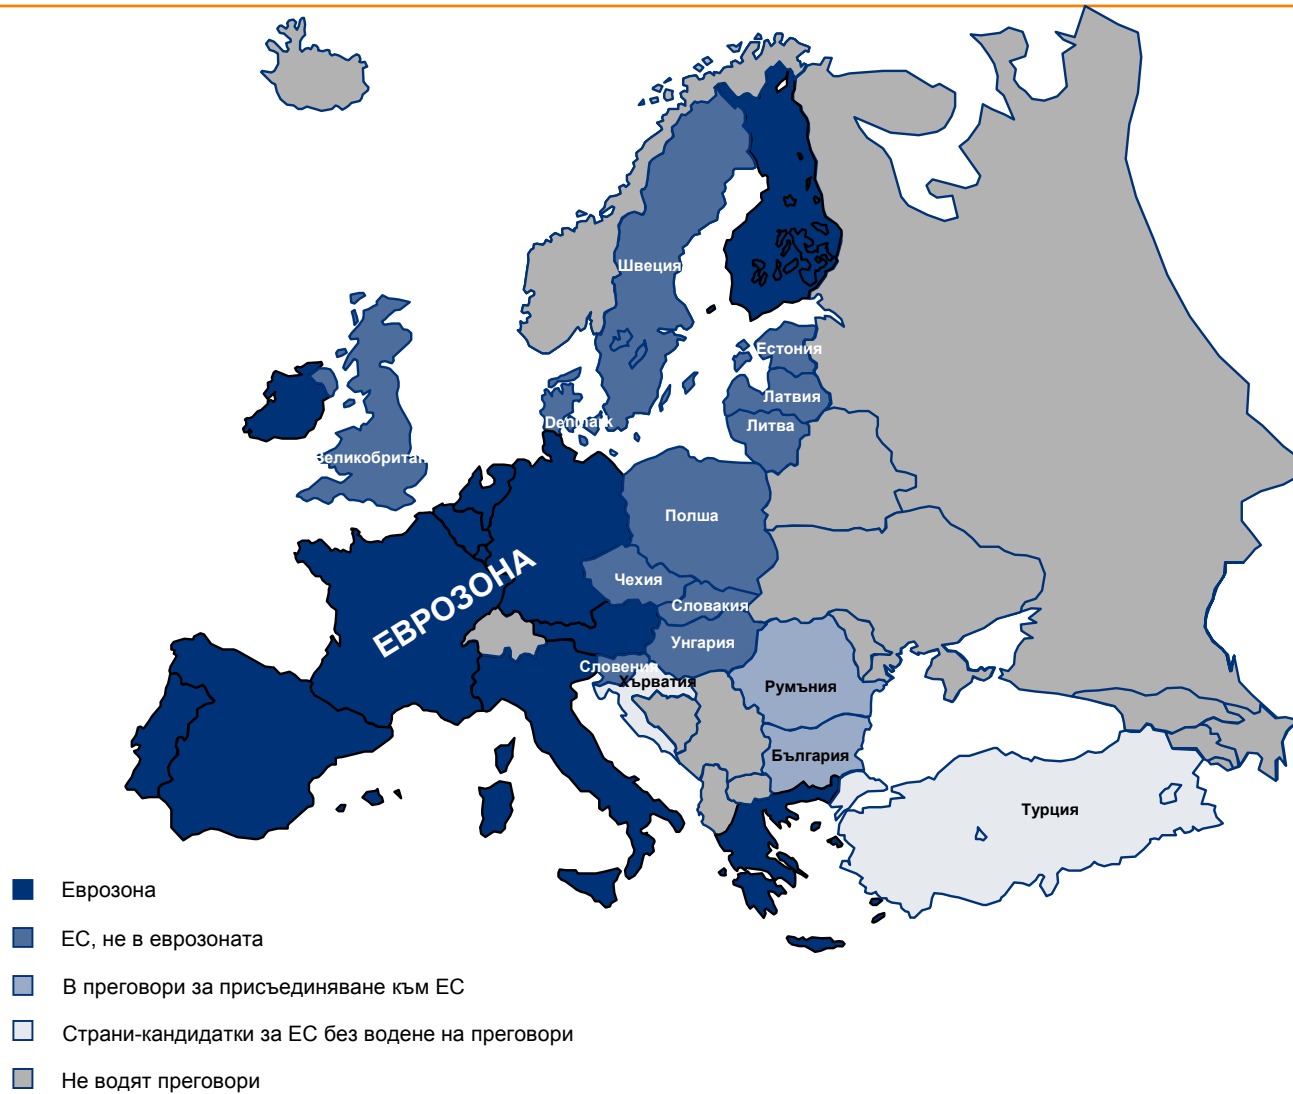 Швеция
Естония
Латвия
Denmark
Литва
Великобритан
Полша
ЕВРОЗОНА
Чехия
Словакия
Унгария
Словения
Хърватия
Румъния
България
Турция
Еврозона
ЕС, не в еврозоната
В преговори за присъединяване към ЕС
Страни-кандидатки за ЕС без водене на преговори
Не водят преговори